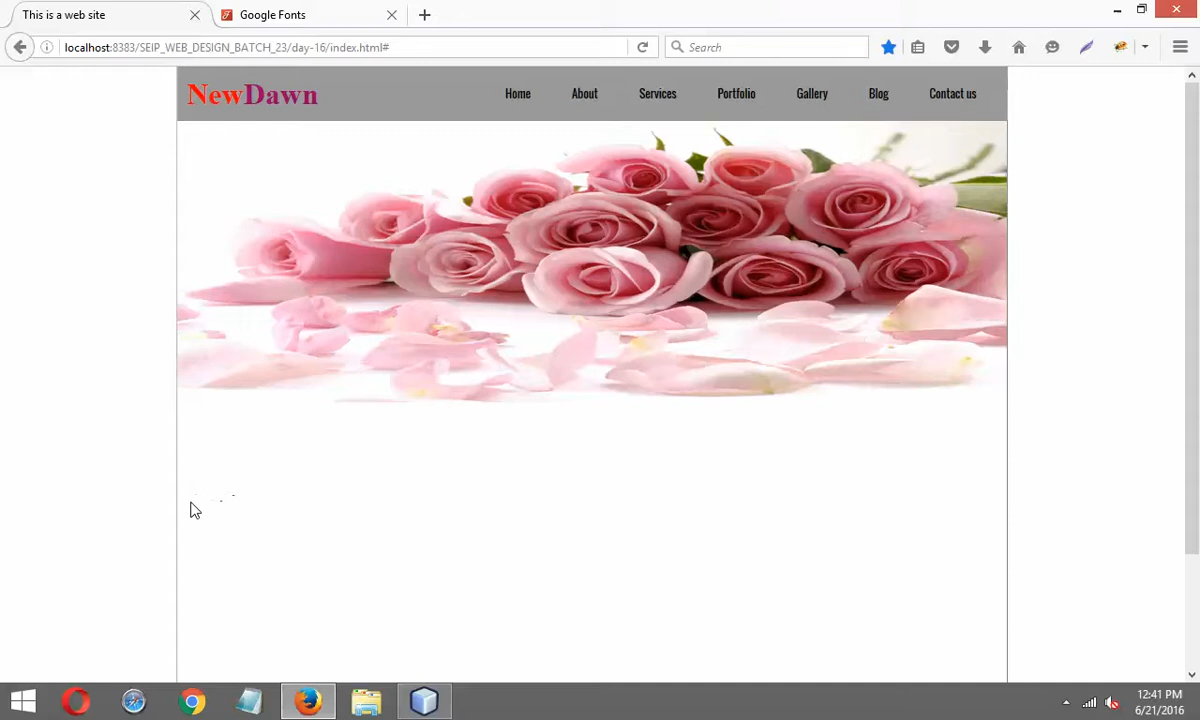 This is a web site
Google Fonts
localhost:8383/SEIP_WEB_DESIGN_BATCH_23/day-16/index.html#
Search
NewDawn
Home
About
Services
Portfolio
Gallery
Blog
Contact us
12:41 PM
6/21/2016